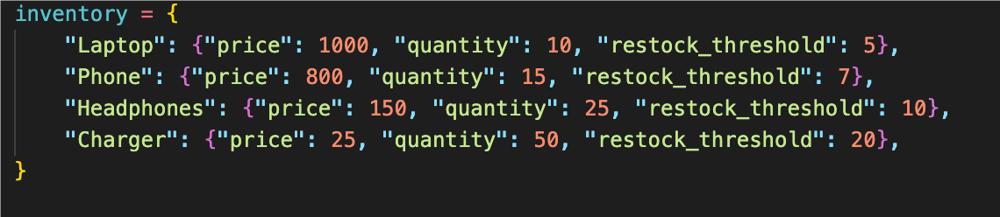 inventory = {
    "Laptop": {"price": 1000, "quantity": 10, "restock_threshold": 5},
    "Phone": {"price": 800, "quantity": 15, "restock_threshold": 7},
    "Headphones": {"price": 150, "quantity": 25, "restock_threshold": 10},
    "Charger": {"price": 25, "quantity": 50, "restock_threshold": 20},
}